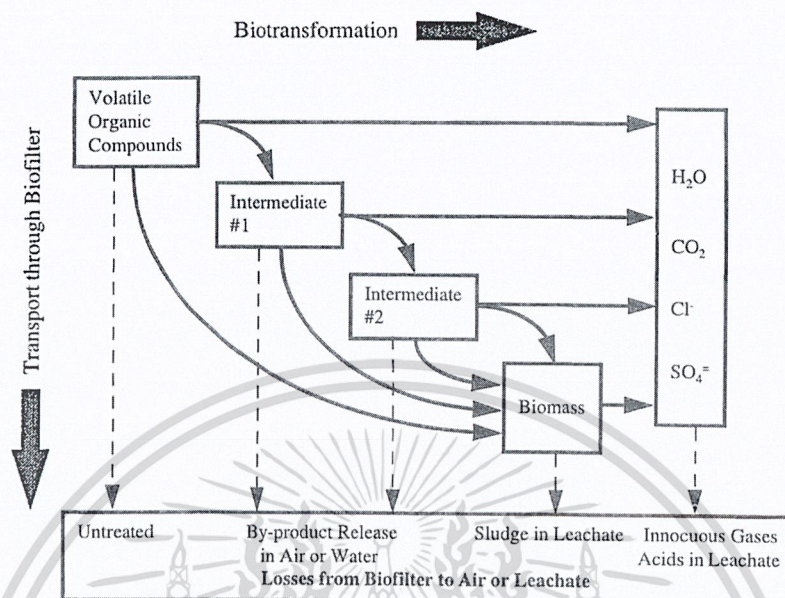 Biotransformation
Transport through Biofilter
Volatile
Organic
Compounds
Intermediate
#1
Intermediate
#2
Biomass
H₂O
CO₂
Cl⁻
SO₄⁼
Untreated
By-product Release
in Air or Water
Sludge in Leachate
Innocuous Gases
Acids in Leachate
Losses from Biofilter to Air or Leachate